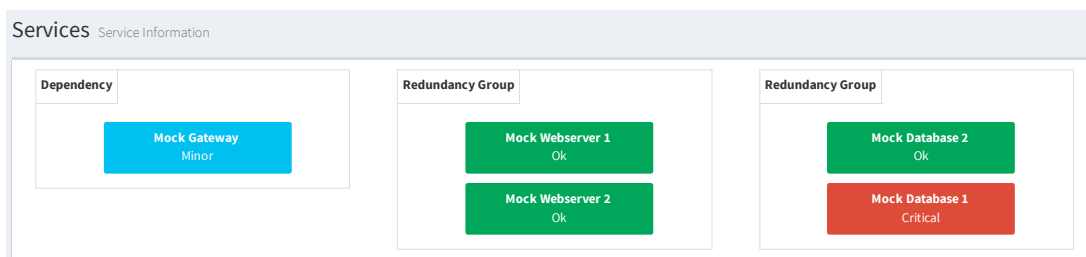 Services Service Information
Dependency
Mock Gateway
Minor
Redundancy Group
Mock Webserver 1
Ok
Mock Webserver 2
Ok
Redundancy Group
Mock Database 2
Ok
Mock Database 1
Critical